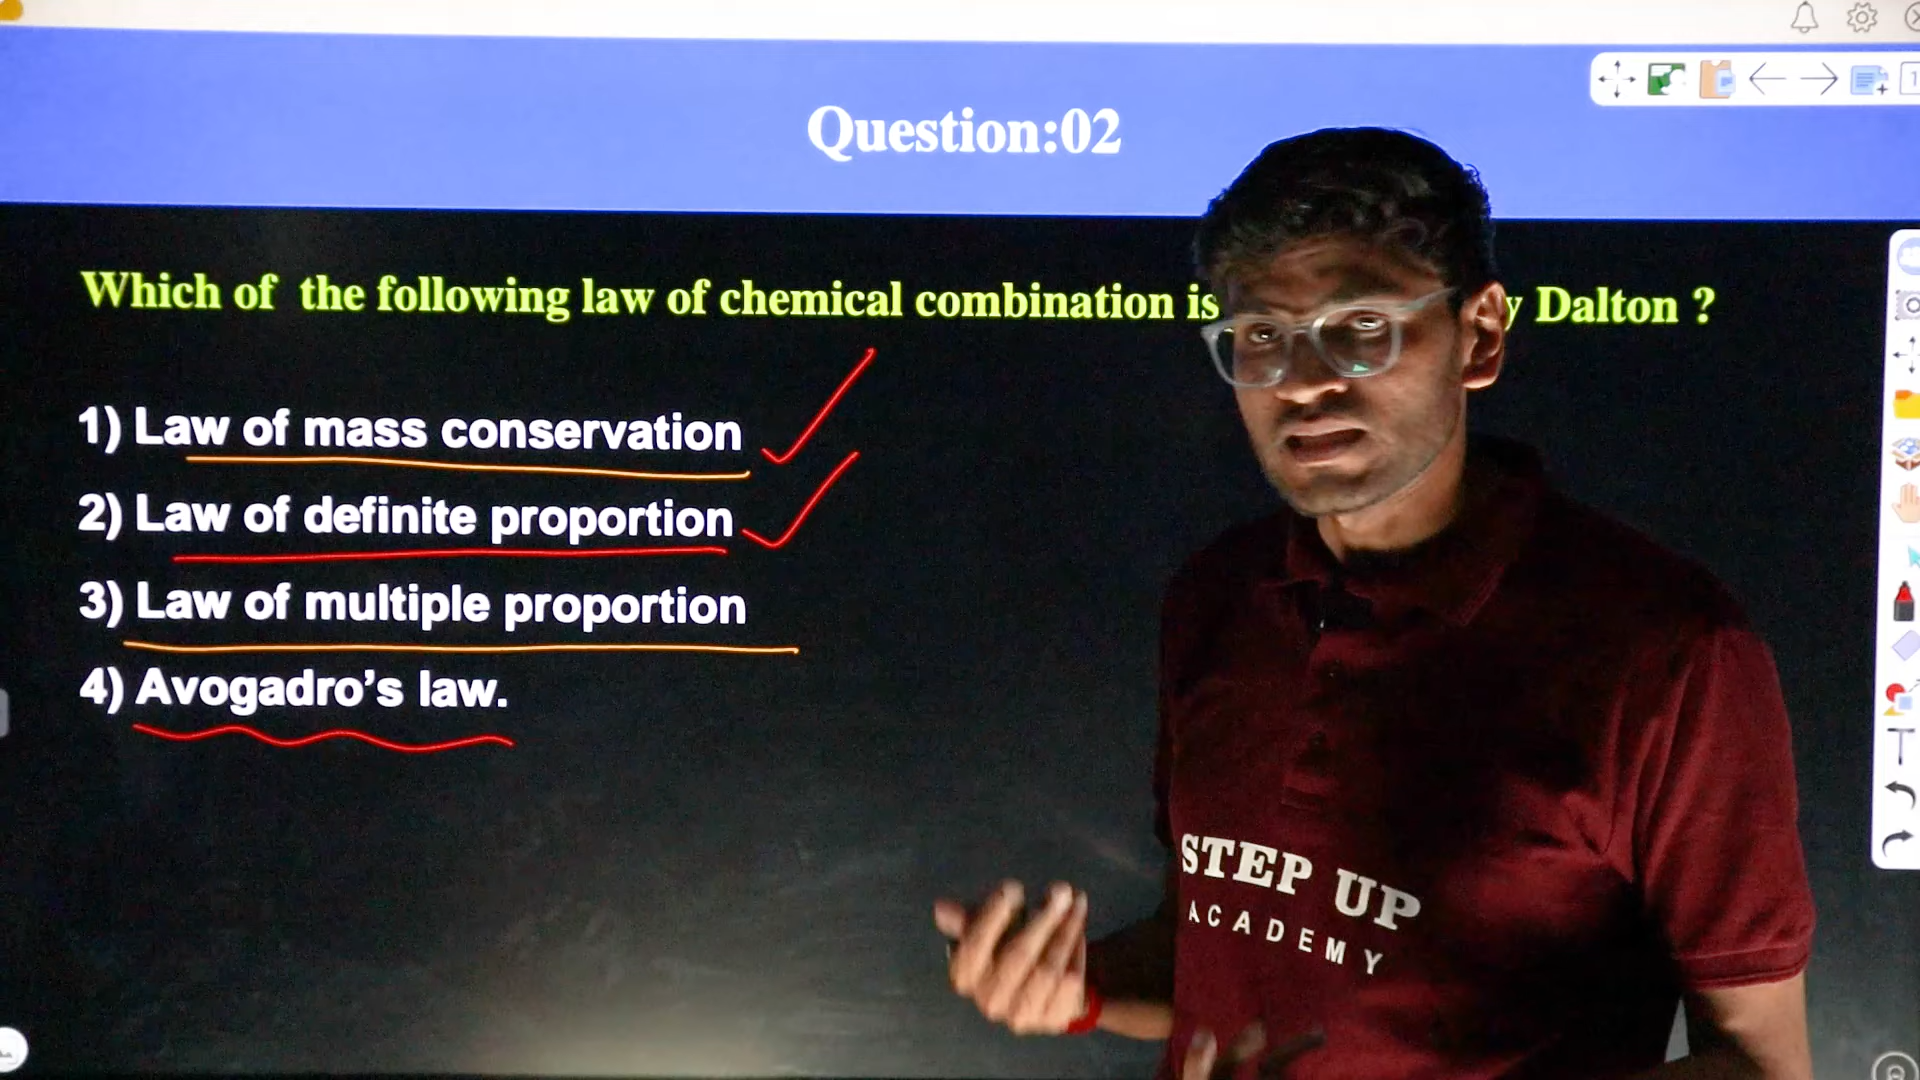 Question:02
Which of the following law of chemical combination is y Dalton ?
1) Law of mass conservation
2) Law of definite proportion
3) Law of multiple proportion
4) Avogadro's law.
STEP UP
ACADEMY